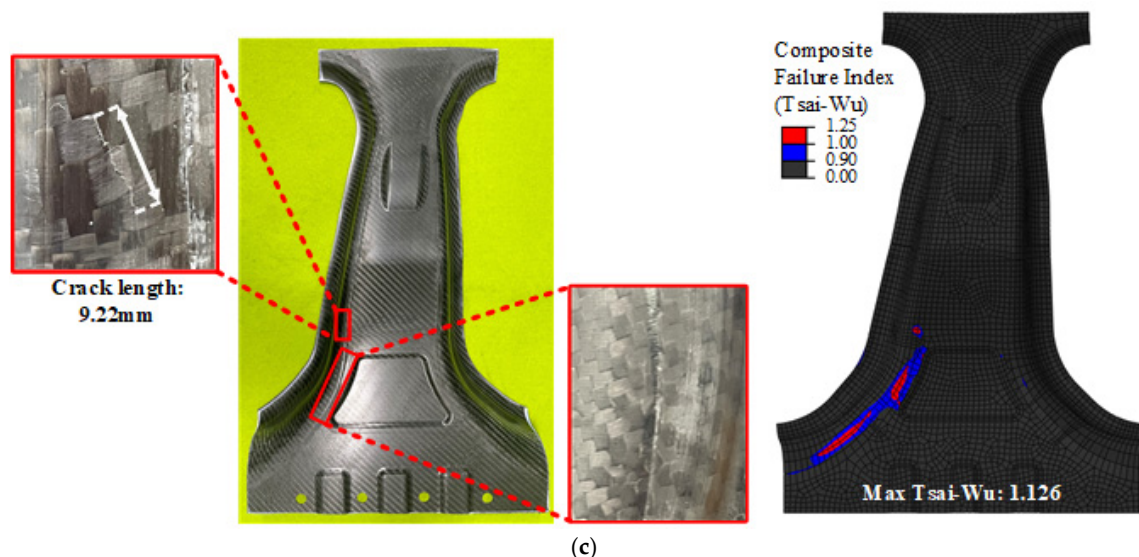 Crack length:
9.22mm
Composite
Failure Index
(Tsai-Wu)
1.25
1.00
0.90
0.00
Max Tsai-Wu: 1.126
(c)